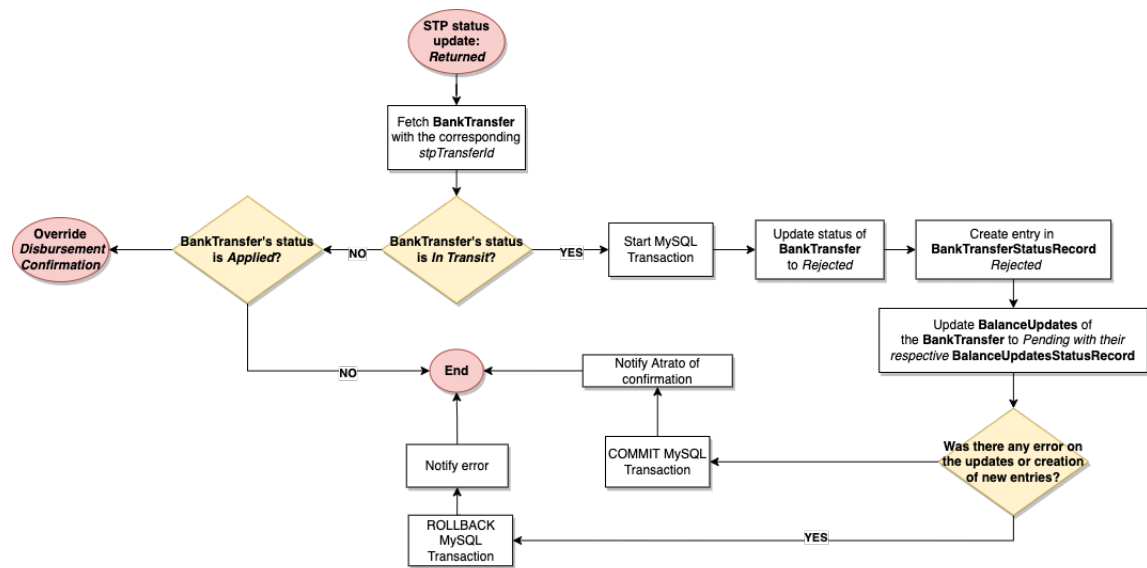 STP status
update:
Returned
Fetch BankTransfer
with the corresponding
stpTransferId
Override
Disbursement
Confirmation
BankTransfer's status
is Applied?
NO
BankTransfer's status
is In Transit?
YES
Start MySQL
Transaction
Update status of
BankTransfer
to Rejected
Create entry in
BankTransferStatusRecord
Rejected
Update BalanceUpdates of
the BankTransfer to Pending with their
respective BalanceUpdatesStatusRecord
NO
End
Notify Atrato of
confirmation
Was there any error on
the updates or creation
of new entries?
COMMIT MySQL
Transaction
Notify error
ROLLBACK
MySQL
Transaction
YES